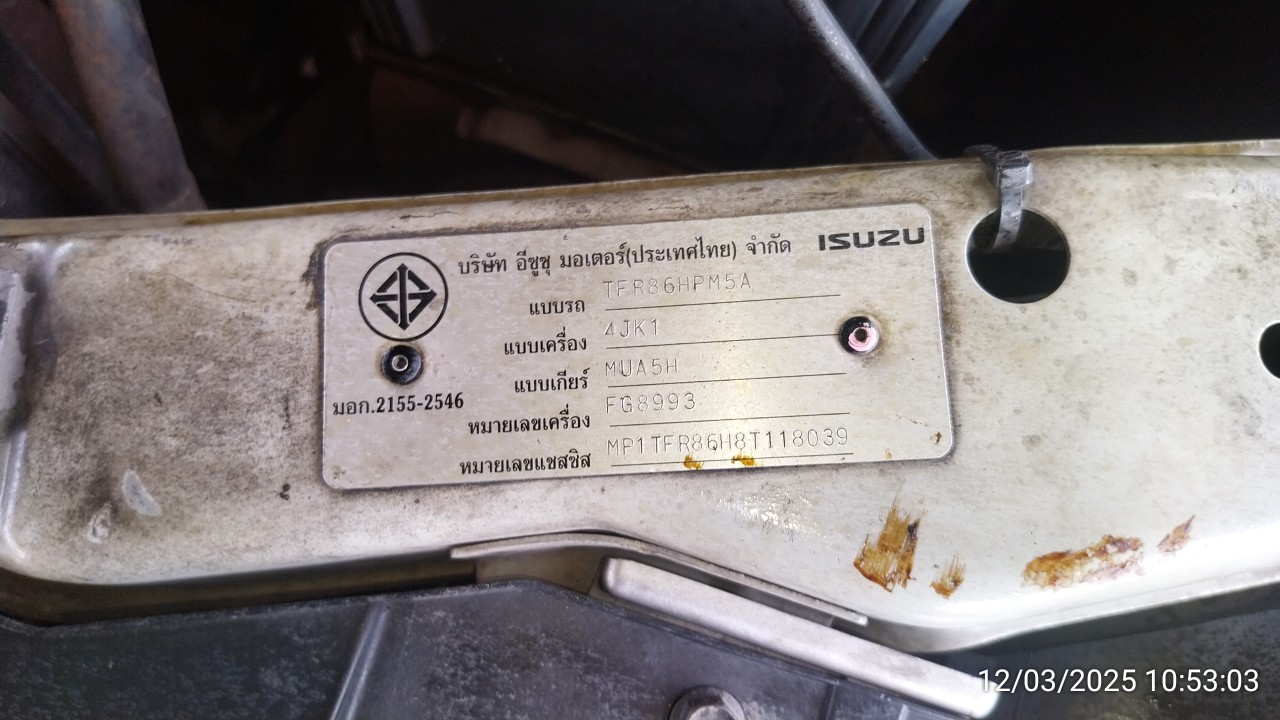 บริษัท อีซูซุ มอเตอร์(ประเทศไทย) จำกัด ISUZU
แบบรถ TFR86HPM5A
แบบเครื่อง 4JK1
แบบเกียร์ MUA5H
มอก.2155-2546
หมายเลขเครื่อง FG8993
หมายเลขแชสซิส MP1TFR86H8T118039
12/03/2025 10:53:03